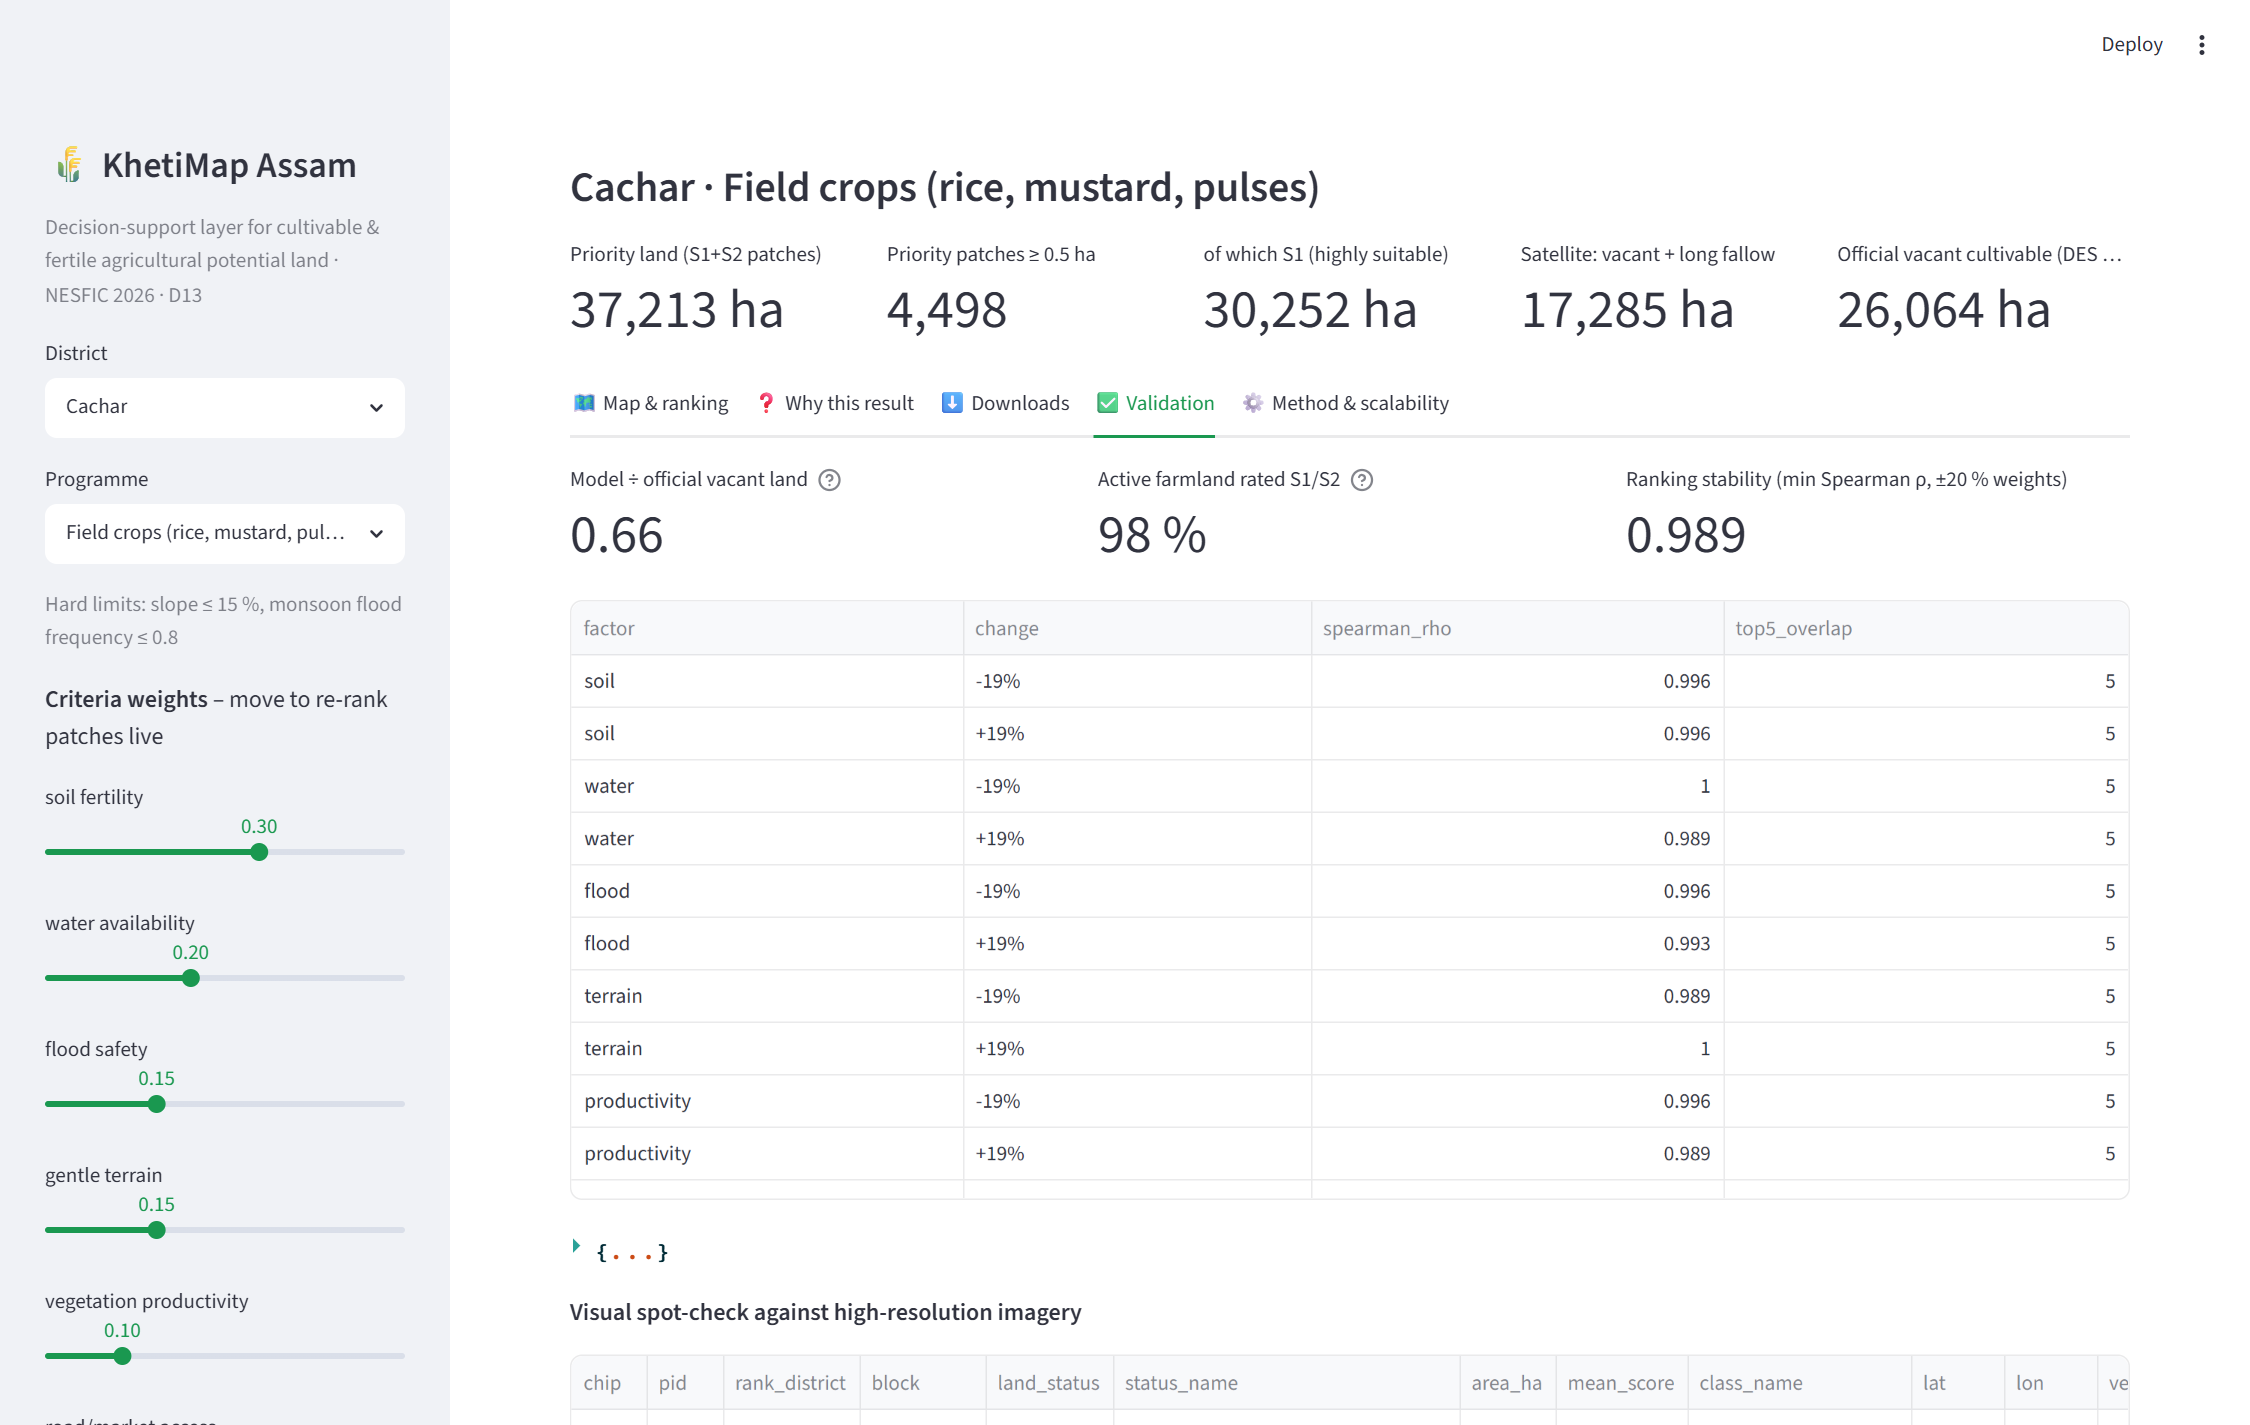 Deploy
KhetiMap Assam
Decision-support layer for cultivable &
fertile agricultural potential land ·
NESFIC 2026 · D13
District
Cachar
Programme
Field crops (rice, mustard, pul…
Hard limits: slope ≤ 15 %, monsoon flood
frequency ≤ 0.8
Criteria weights – move to re-rank
patches live
soil fertility
0.30
water availability
0.20
flood safety
0.15
gentle terrain
0.15
vegetation productivity
0.10
Cachar · Field crops (rice, mustard, pulses)
Priority land (S1+S2 patches) Priority patches ≥ 0.5 ha of which S1 (highly suitable) Satellite: vacant + long fallow Official vacant cultivable (DES …
37,213 ha 4,498 30,252 ha 17,285 ha 26,064 ha
Map & ranking Why this result Downloads Validation Method & scalability
Model ÷ official vacant land Active farmland rated S1/S2 Ranking stability (min Spearman ρ, ±20 % weights)
0.66 98 % 0.989
factor change spearman_rho top5_overlap
soil -19% 0.996 5
soil +19% 0.996 5
water -19% 1 5
water +19% 0.989 5
flood -19% 0.996 5
flood +19% 0.993 5
terrain -19% 0.989 5
terrain +19% 1 5
productivity -19% 0.996 5
productivity +19% 0.989 5
{...}
Visual spot-check against high-resolution imagery
chip pid rank_district block land_status status_name area_ha mean_score class_name lat lon ve